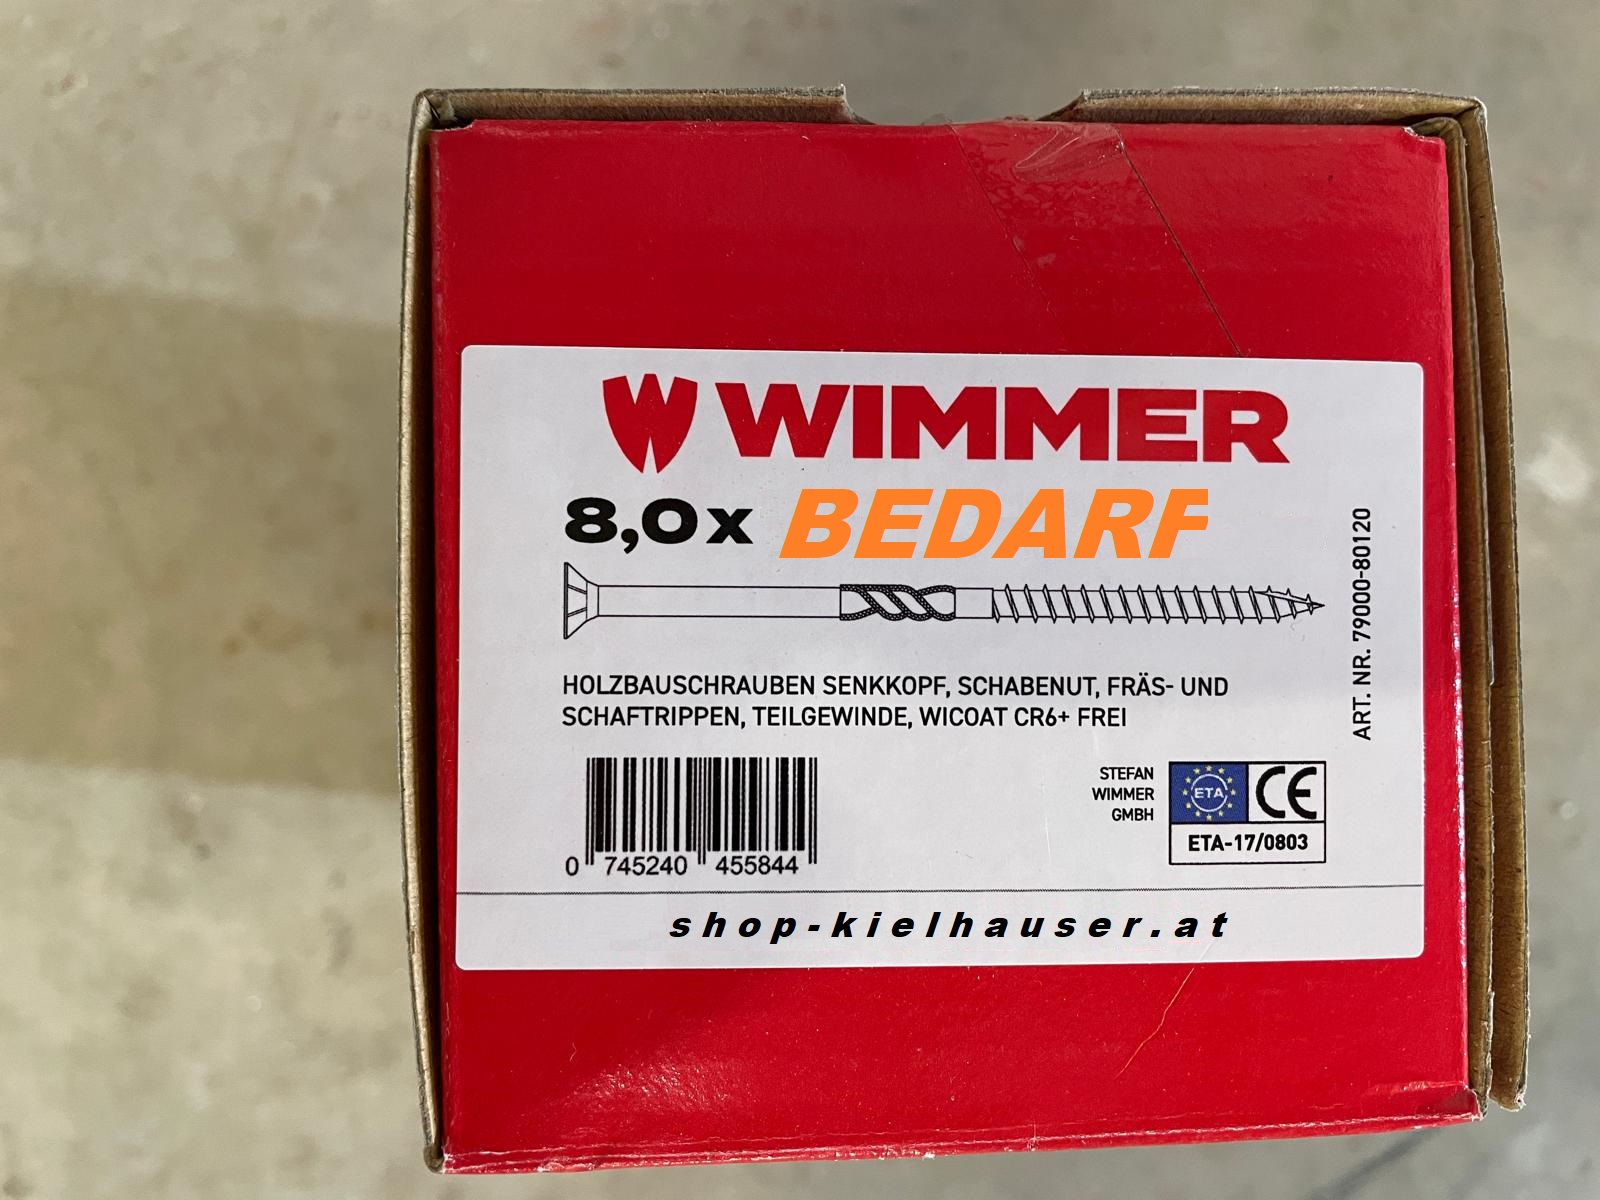 WIMMER
8,0x BEDARF
HOLZBAUSCHRAUBEN SENKKOPF, SCHABENUT, FRÄS- UND
SCHAFTRIPPEN, TEILGEWINDE, WICOAT CR6+ FREI
ART. NR. 79000-80120
0 745240 455844
STEFAN
WIMMER
GMBH
ETA CE
ETA-17/0803
shop-kielhauser.at